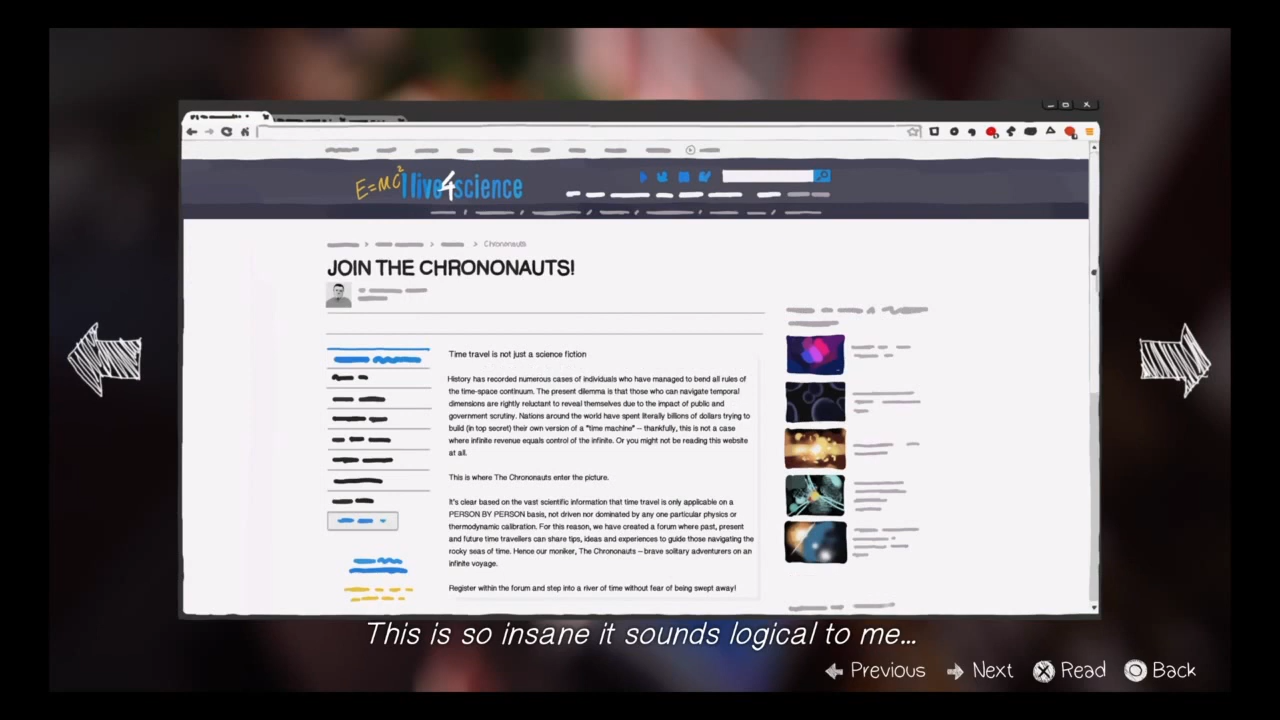 E=mc² I live4science
Chrononauts
JOIN THE CHRONONAUTS!
Time travel is not just a science fiction
History has recorded numerous cases of individuals who have managed to bend all rules of
the time-space continuum. The present dilemma is that those who can navigate temporal
dimensions are rightly reluctant to reveal themselves due to the impact of public and
government scrutiny. Nations around the world have spent literally billions of dollars trying to
build (in top secret) their own version of a "time machine" – thankfully, this is not a case
where infinite revenue equals control of the infinite. Or you might not be reading this website
at all.
This is where The Chrononauts enter the picture.
It's clear based on the vast scientific information that time travel is only applicable on a
PERSON BY PERSON basis, not driven nor dominated by any one particular physics or
thermodynamic calibration. For this reason, we have created a forum where past, present
and future time travellers can share tips, ideas and experiences to guide those navigating the
rocky seas of time. Hence our moniker, The Chrononauts – brave solitary adventurers on an
infinite voyage.
Register within the forum and step into a river of time without fear of being swept away!
This is so insane it sounds logical to me...
Previous Next Read Back